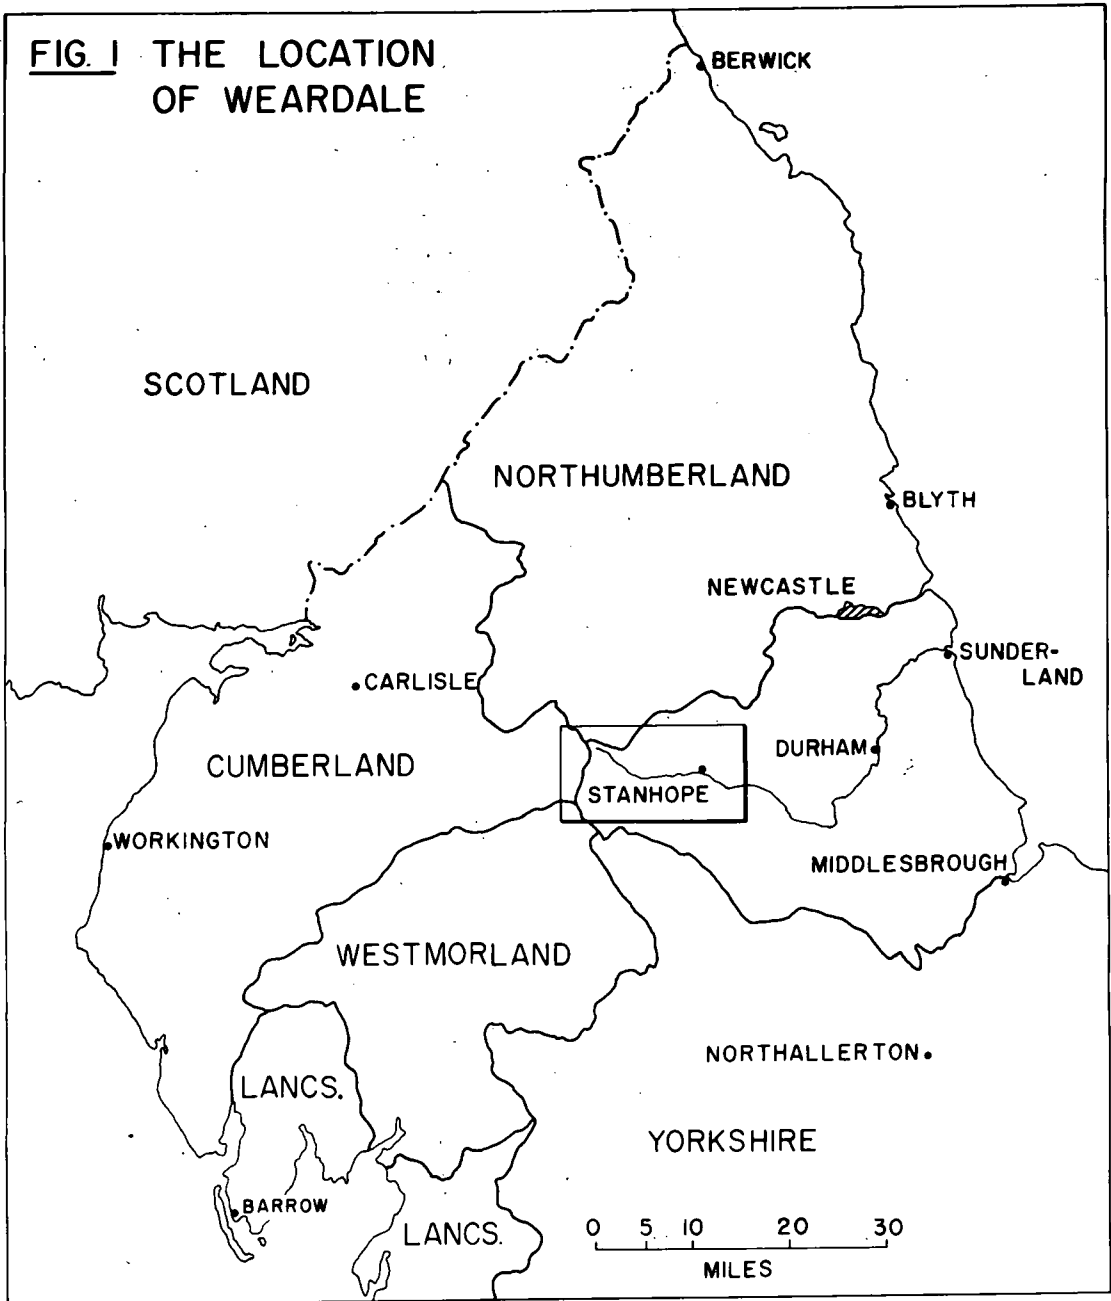 FIG. 1 THE LOCATION
OF WEARDALE
BERWICK
SCOTLAND
NORTHUMBERLAND
BLYTH
NEWCASTLE
SUNDER-
LAND
CARLISLE
DURHAM
CUMBERLAND
STANHOPE
WORKINGTON
MIDDLESBROUGH
WESTMORLAND
NORTHALLERTON
LANCS.
YORKSHIRE
BARROW
LANCS.
0 5 10 20 30
MILES